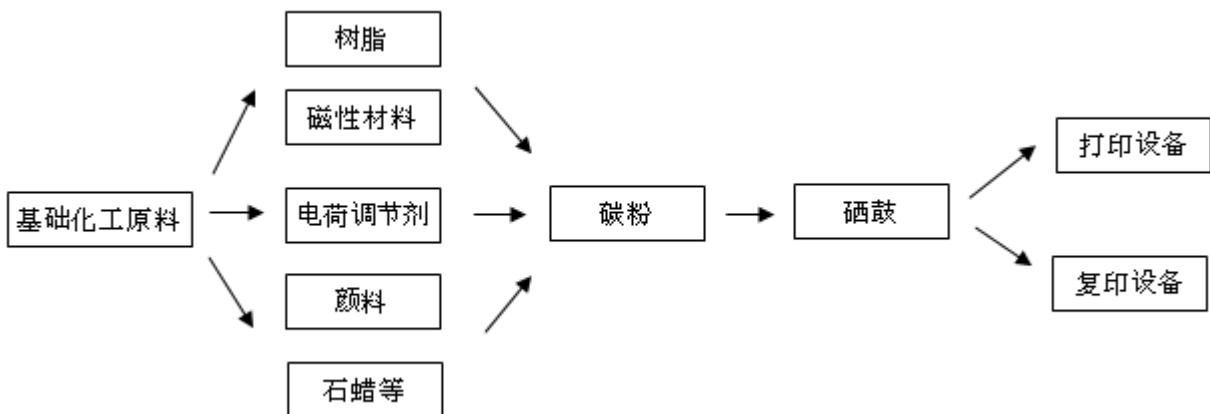 树脂
磁性材料
基础化工原料
电荷调节剂
颜料
石蜡等
碳粉
硒鼓
打印设备
复印设备